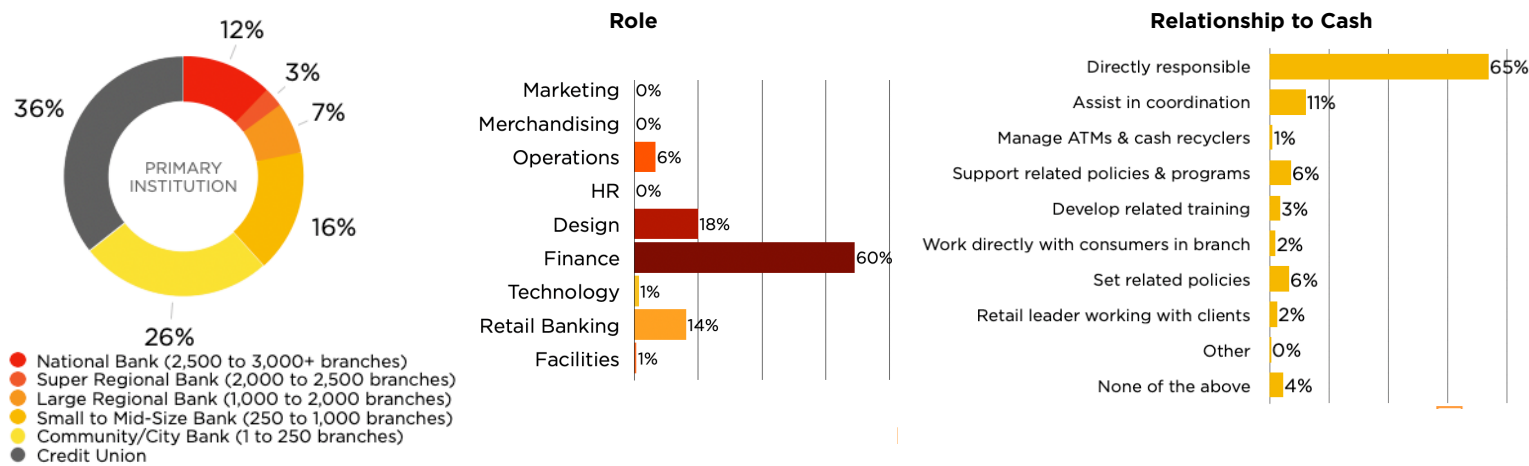 12%
3%
7%
36%
PRIMARY
INSTITUTION
16%
26%
National Bank (2,500 to 3,000+ branches)
Super Regional Bank (2,000 to 2,500 branches)
Large Regional Bank (1,000 to 2,000 branches)
Small to Mid-Size Bank (250 to 1,000 branches)
Community/City Bank (1 to 250 branches)
Credit Union
Role
Marketing 0%
Merchandising 0%
Operations 6%
HR 0%
Design 18%
Finance 60%
Technology 1%
Retail Banking 14%
Facilities 1%
Relationship to Cash
Directly responsible 65%
Assist in coordination 11%
Manage ATMs & cash recyclers 1%
Support related policies & programs 6%
Develop related training 3%
Work directly with consumers in branch 2%
Set related policies 6%
Retail leader working with clients 2%
Other 0%
None of the above 4%